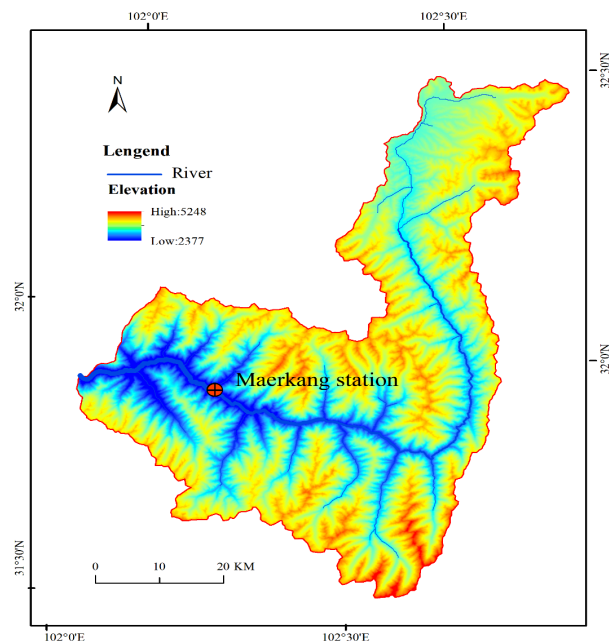 102°0'E 102°30'E
32°30'N
N
Lengend
River
Elevation
High:5248
Low:2377
32°0'N
32°0'N
Maerkang station
31°30'N
0 10 20 KM
102°0'E 102°30'E